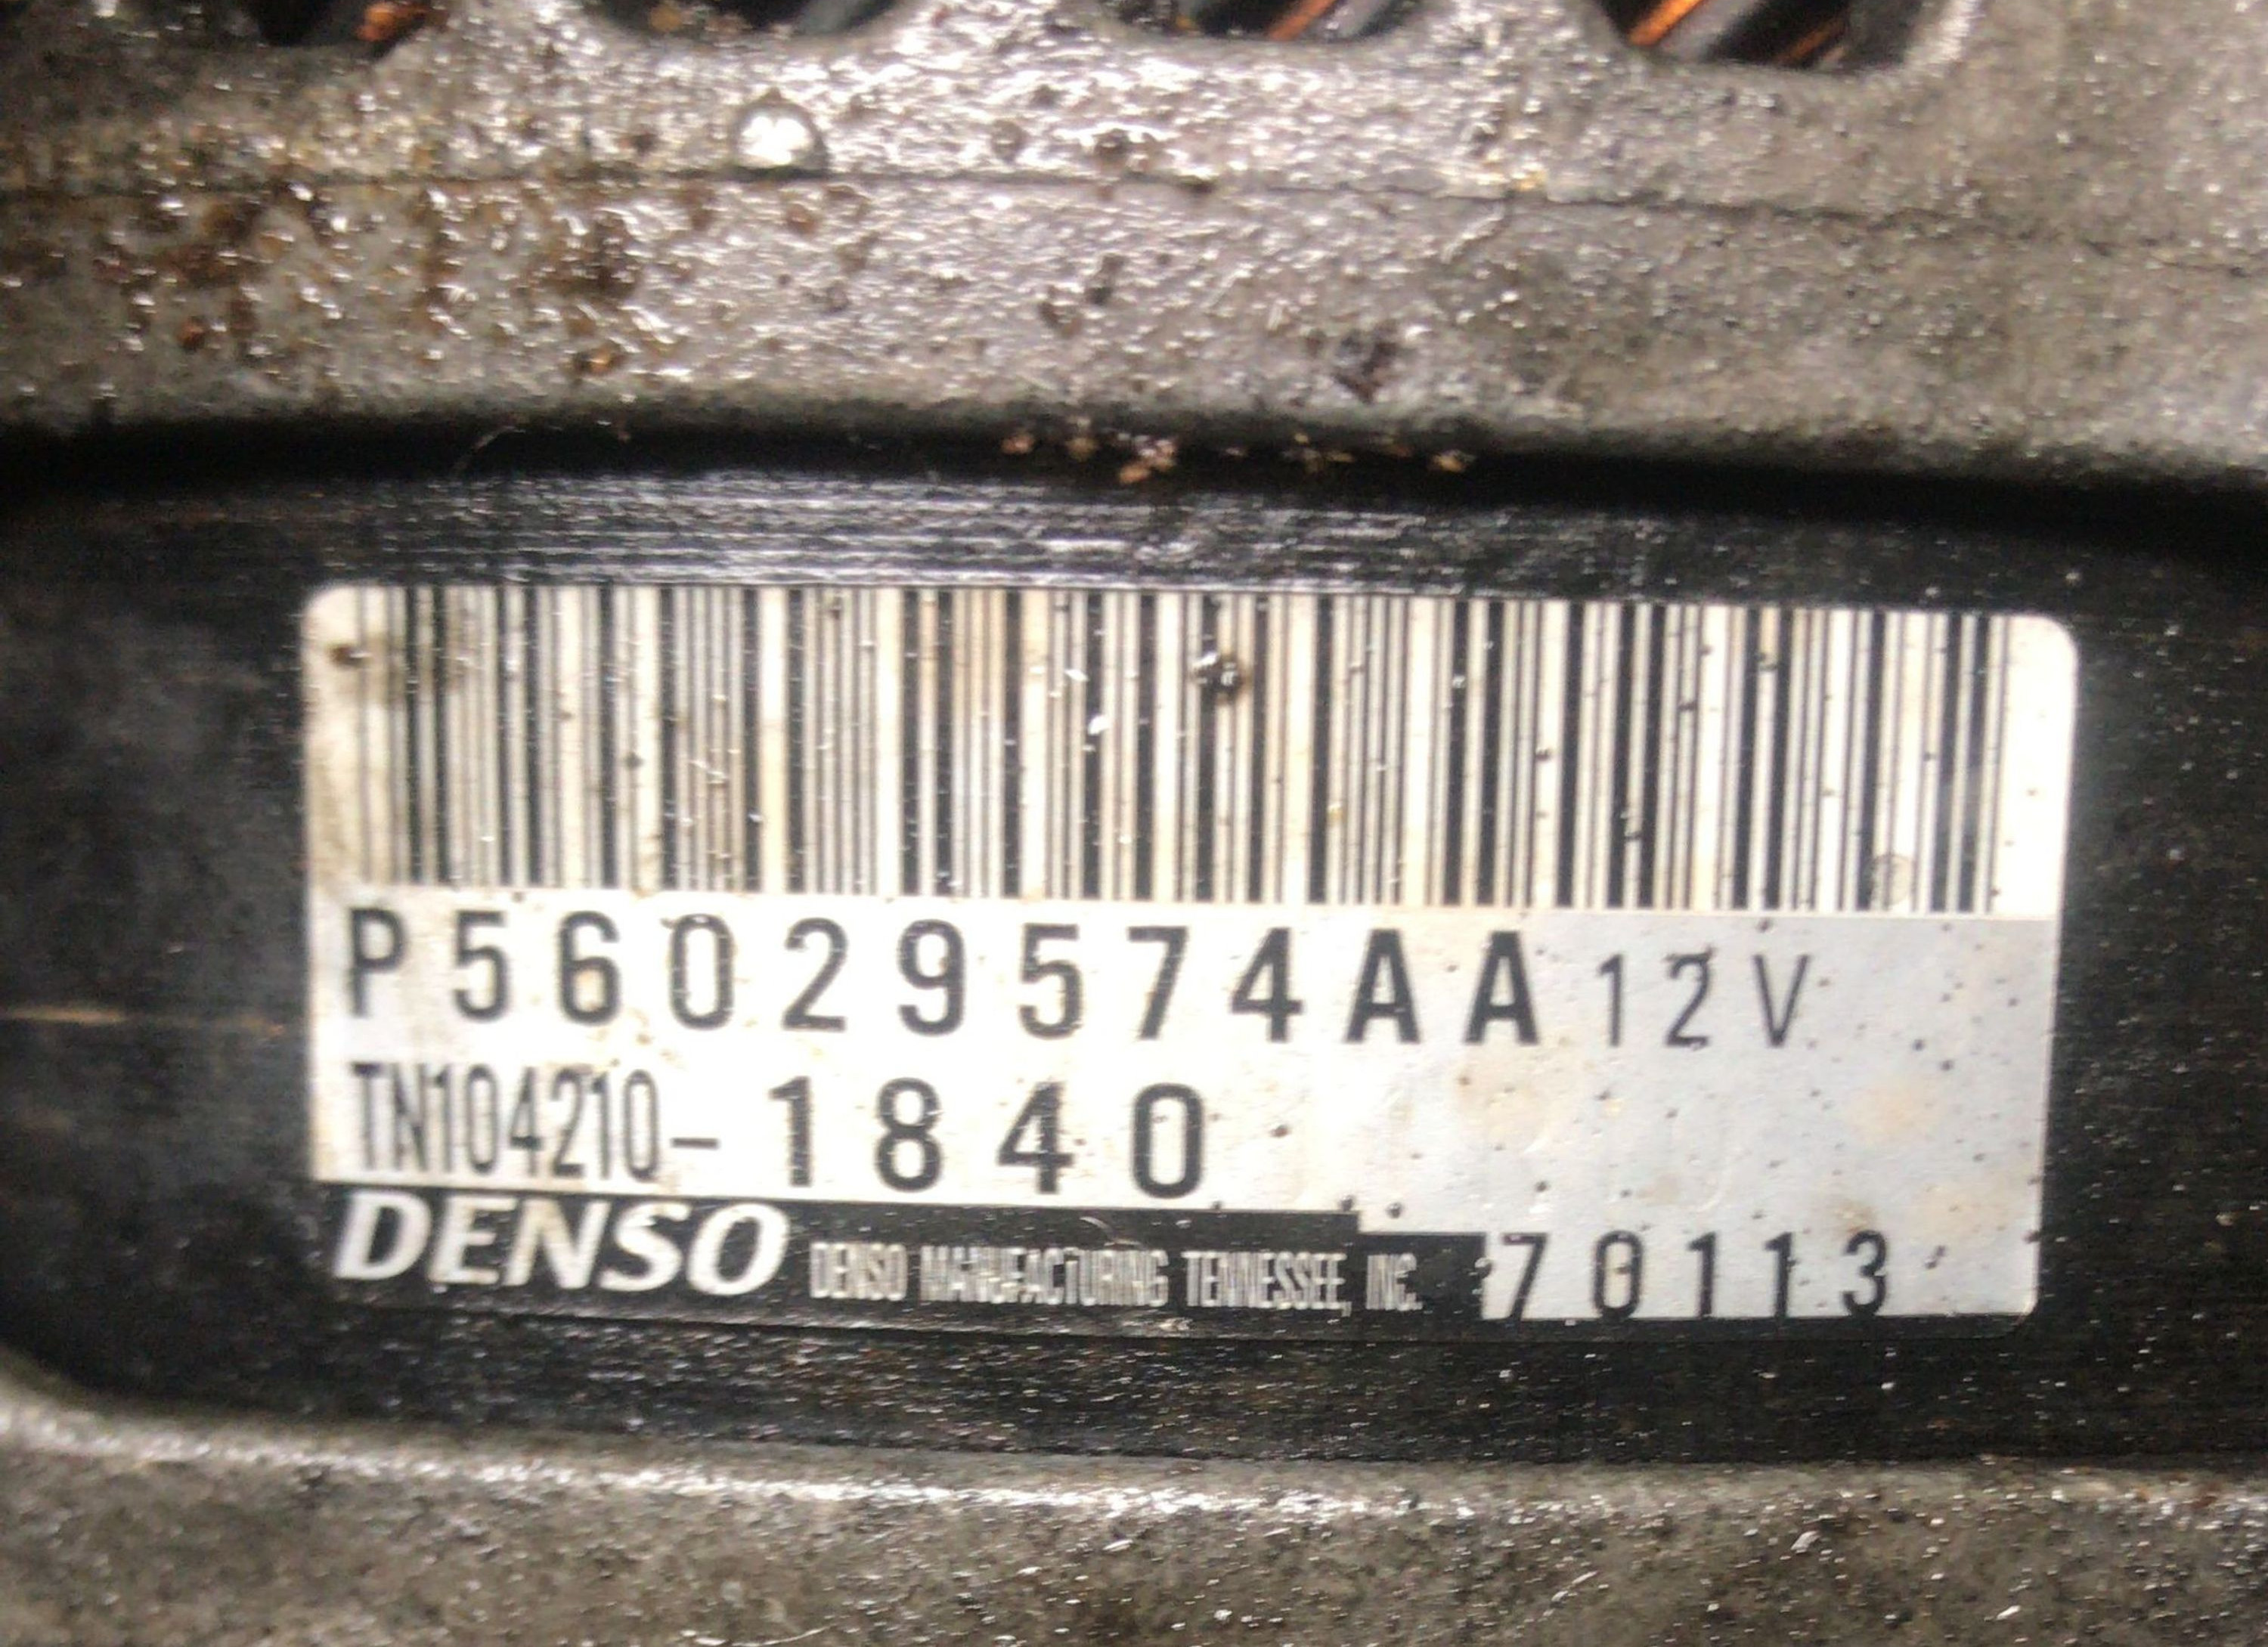 P56029574AA 12V
TN104210-1840
DENSO DENSO MANUFACTURING TENNESSEE, INC. 70113